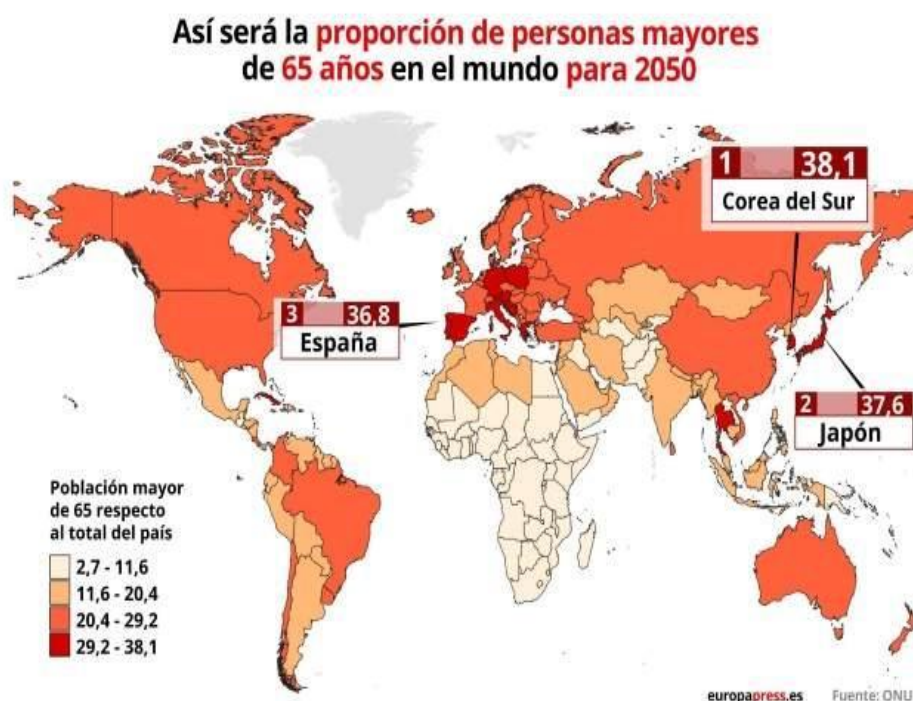 Así será la proporción de personas mayores
de 65 años en el mundo para 2050
1 38,1
Corea del Sur
3 36,8
España
2 37,6
Japón
Población mayor
de 65 respecto
al total del país
2,7 - 11,6
11,6 - 20,4
20,4 - 29,2
29,2 - 38,1
europapress.es Fuente: ONU